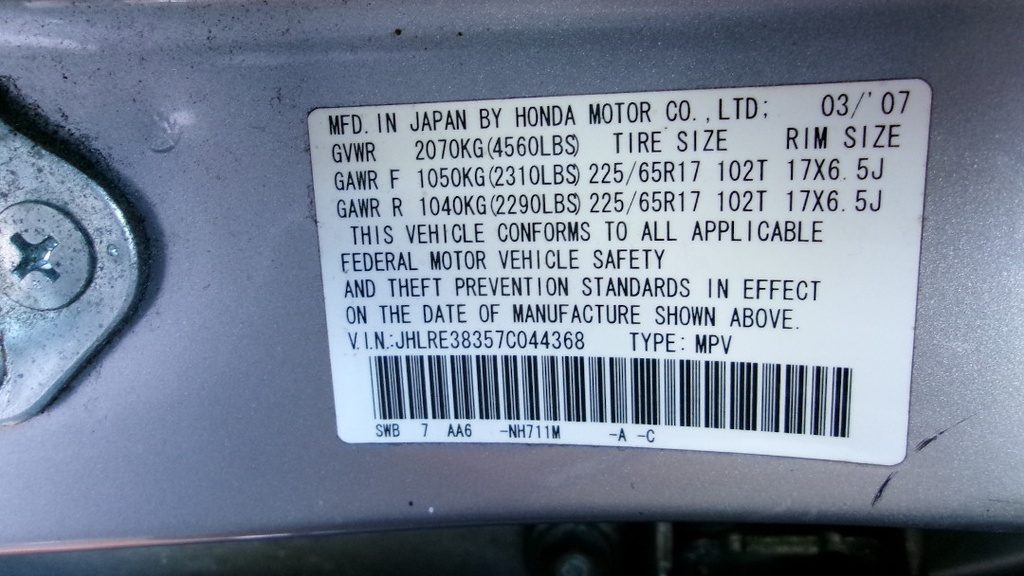 MFD. IN JAPAN BY HONDA MOTOR CO.,LTD; 03/'07
GVWR 2070KG(4560LBS) TIRE SIZE RIM SIZE
GAWR F 1050KG(2310LBS) 225/65R17 102T 17X6.5J
GAWR R 1040KG(2290LBS) 225/65R17 102T 17X6.5J
THIS VEHICLE CONFORMS TO ALL APPLICABLE
FEDERAL MOTOR VEHICLE SAFETY
AND THEFT PREVENTION STANDARDS IN EFFECT
ON THE DATE OF MANUFACTURE SHOWN ABOVE.
V.I.N.:JHLRE38357C044368 TYPE: MPV
SWB 7 AA6 -NH711M -A -C